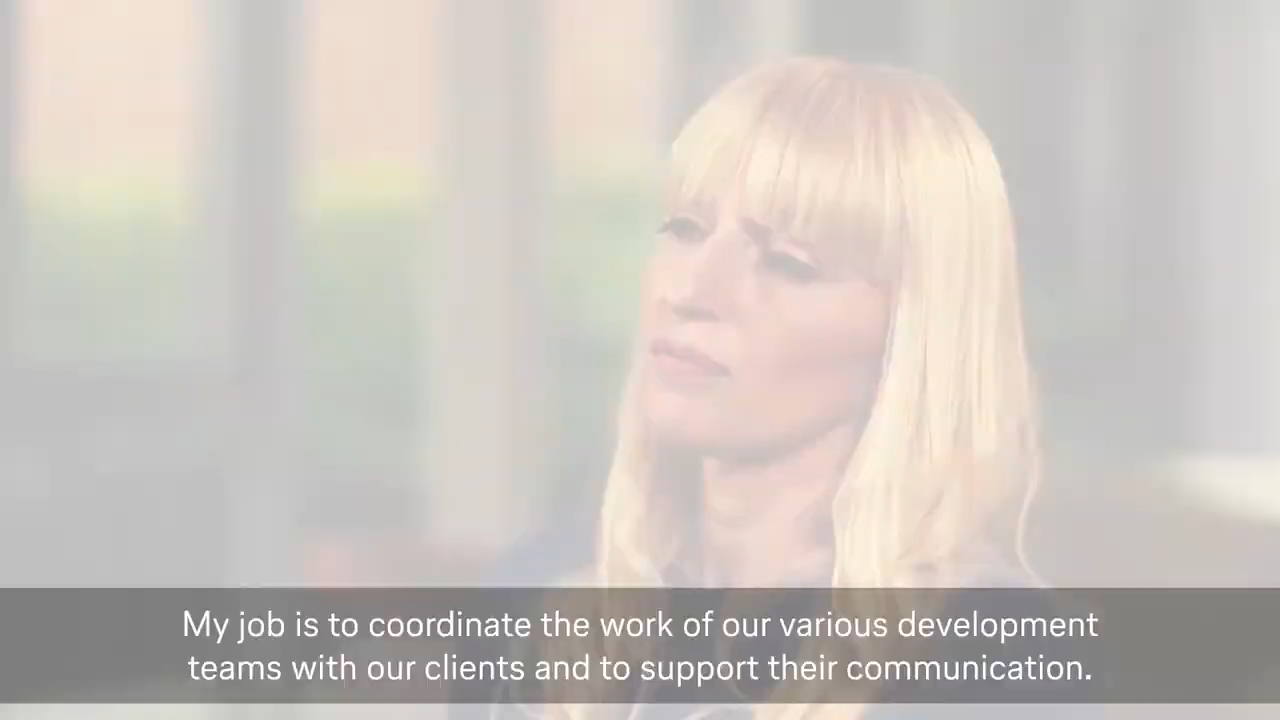 My job is to coordinate the work of our various development
teams with our clients and to support their communication.